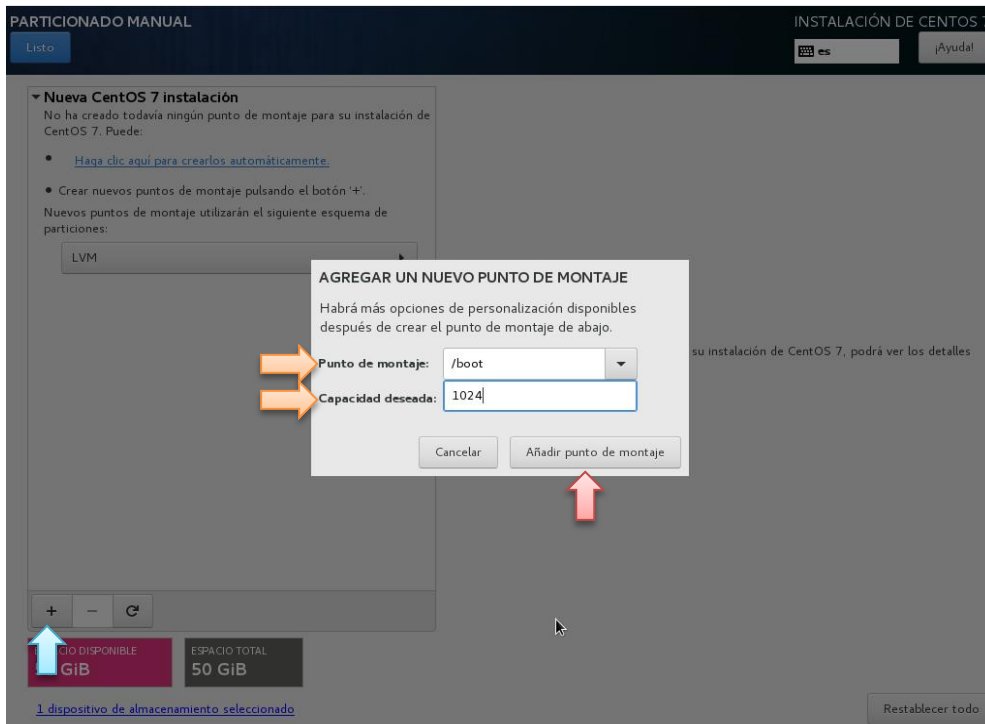 PARTICIONADO MANUAL
INSTALACIÓN DE CENTOS 7
Listo
es
¡Ayuda!
Nueva CentOS 7 instalación
No ha creado todavía ningún punto de montaje para su instalación de
CentOS 7. Puede:
• Haga clic aquí para crearlos automáticamente.
• Crear nuevos puntos de montaje pulsando el botón '+'.
Nuevos puntos de montaje utilizarán el siguiente esquema de
particiones:
LVM
AGREGAR UN NUEVO PUNTO DE MONTAJE
Habrá más opciones de personalización disponibles
después de crear el punto de montaje de abajo.
su instalación de CentOS 7, podrá ver los detalles
Punto de montaje: /boot
Capacidad deseada: 1024
Cancelar
Añadir punto de montaje
+ −
DISPONIBLE
GiB
ESPACIO TOTAL
50 GiB
1 dispositivo de almacenamiento seleccionado
Restablecer todo